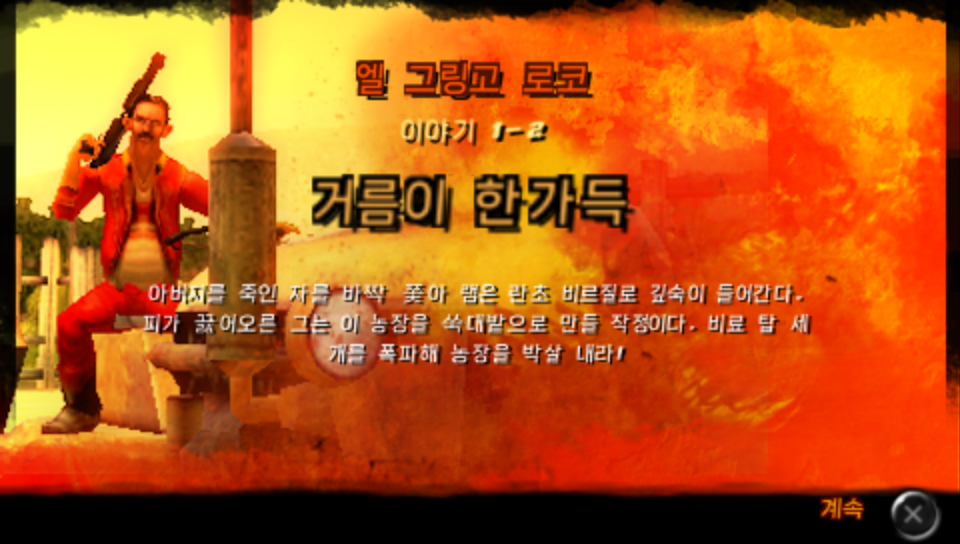 엘 그링고 로코
이야기 1-2
거름이 한가득
아버지를 죽인 자를 바싹 쫓아 램은 란초 비르질로 깊숙이 들어간다.
피가 끓어오른 그는 이 농장을 쑥대밭으로 만들 작정이다. 비료 탑 세
개를 폭파해 농장을 박살 내라!
계속